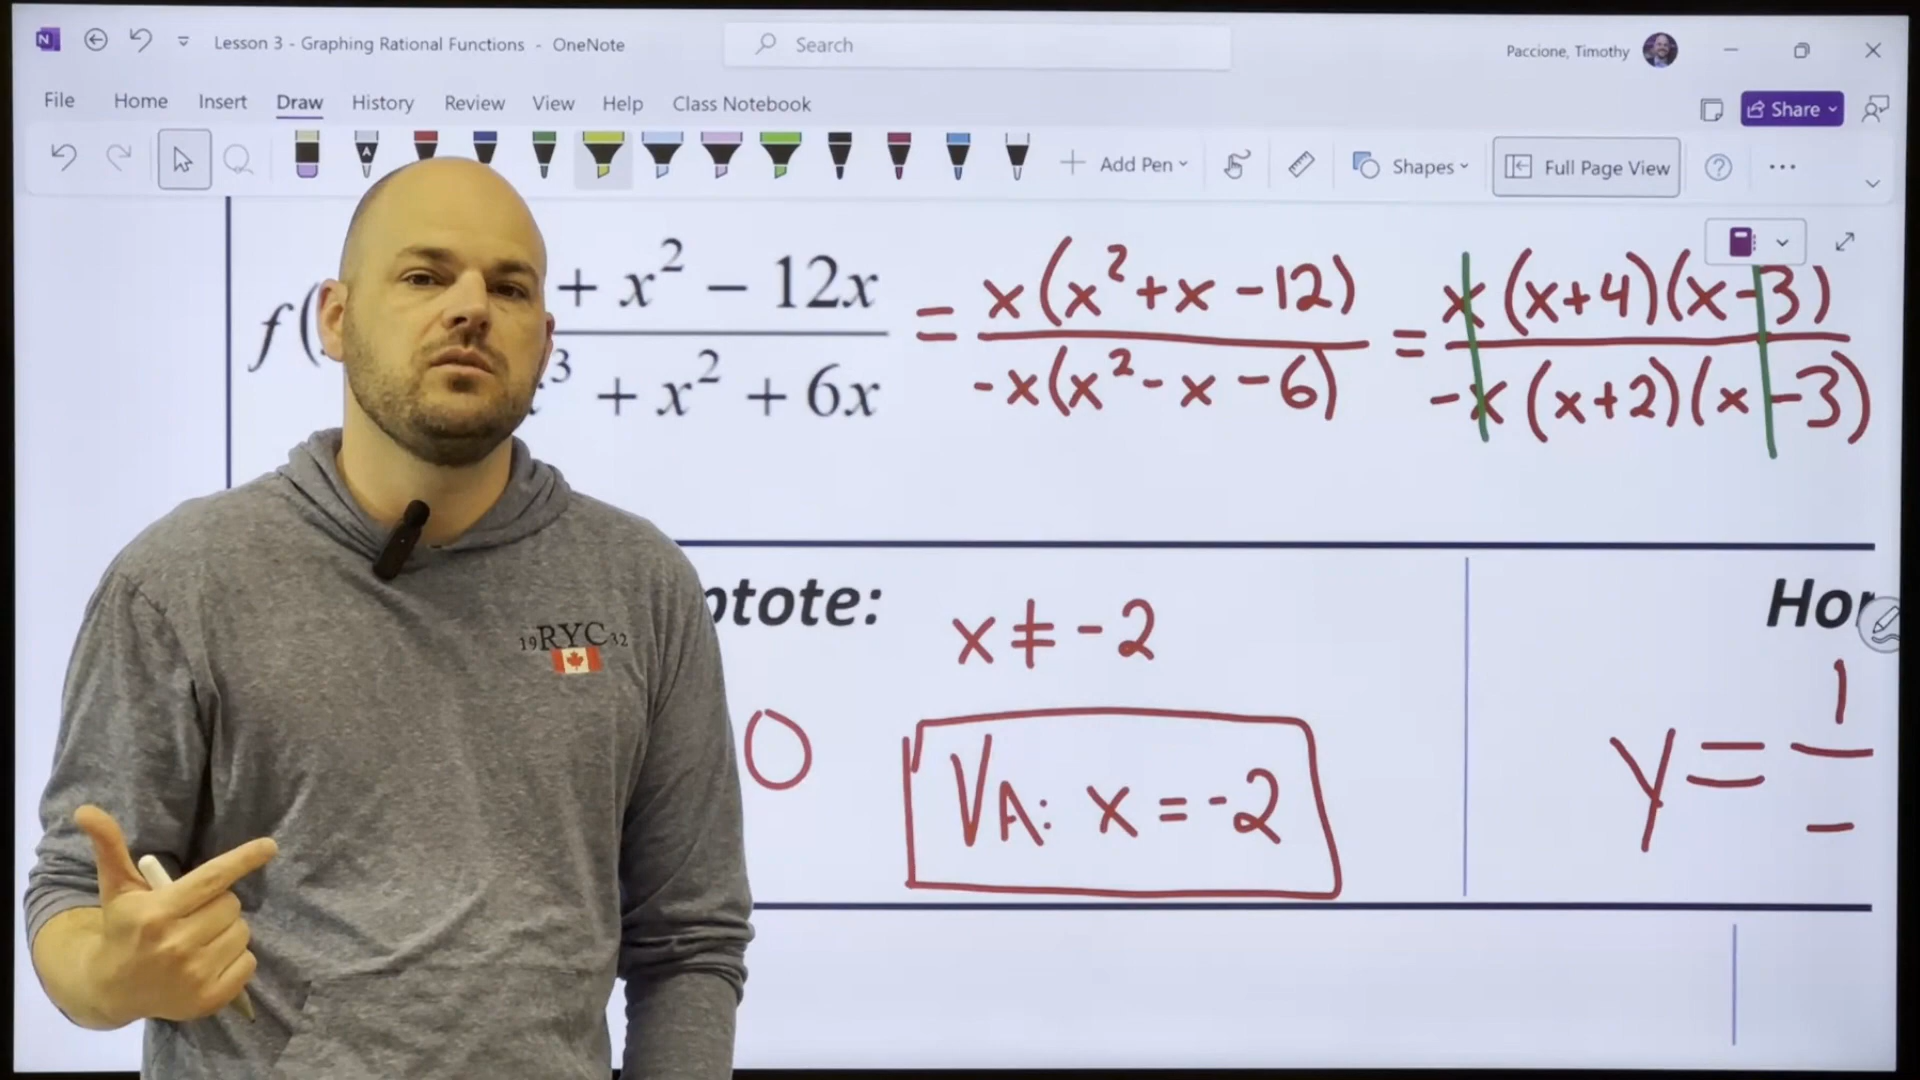 Lesson 3 - Graphing Rational Functions - OneNote
Search
Paccione, Timothy
File Home Insert Draw History Review View Help Class Notebook
Share
Add Pen
Shapes
Full Page View
f( + x² − 12x = x(x²+x-12) = x(x+4)(x-3)
³ + x² + 6x -x(x²-x-6) -x(x+2)(x-3)
19 RYC 32
ptote: x ≠ -2 Hor
0 VA: x = -2 y = 1
-